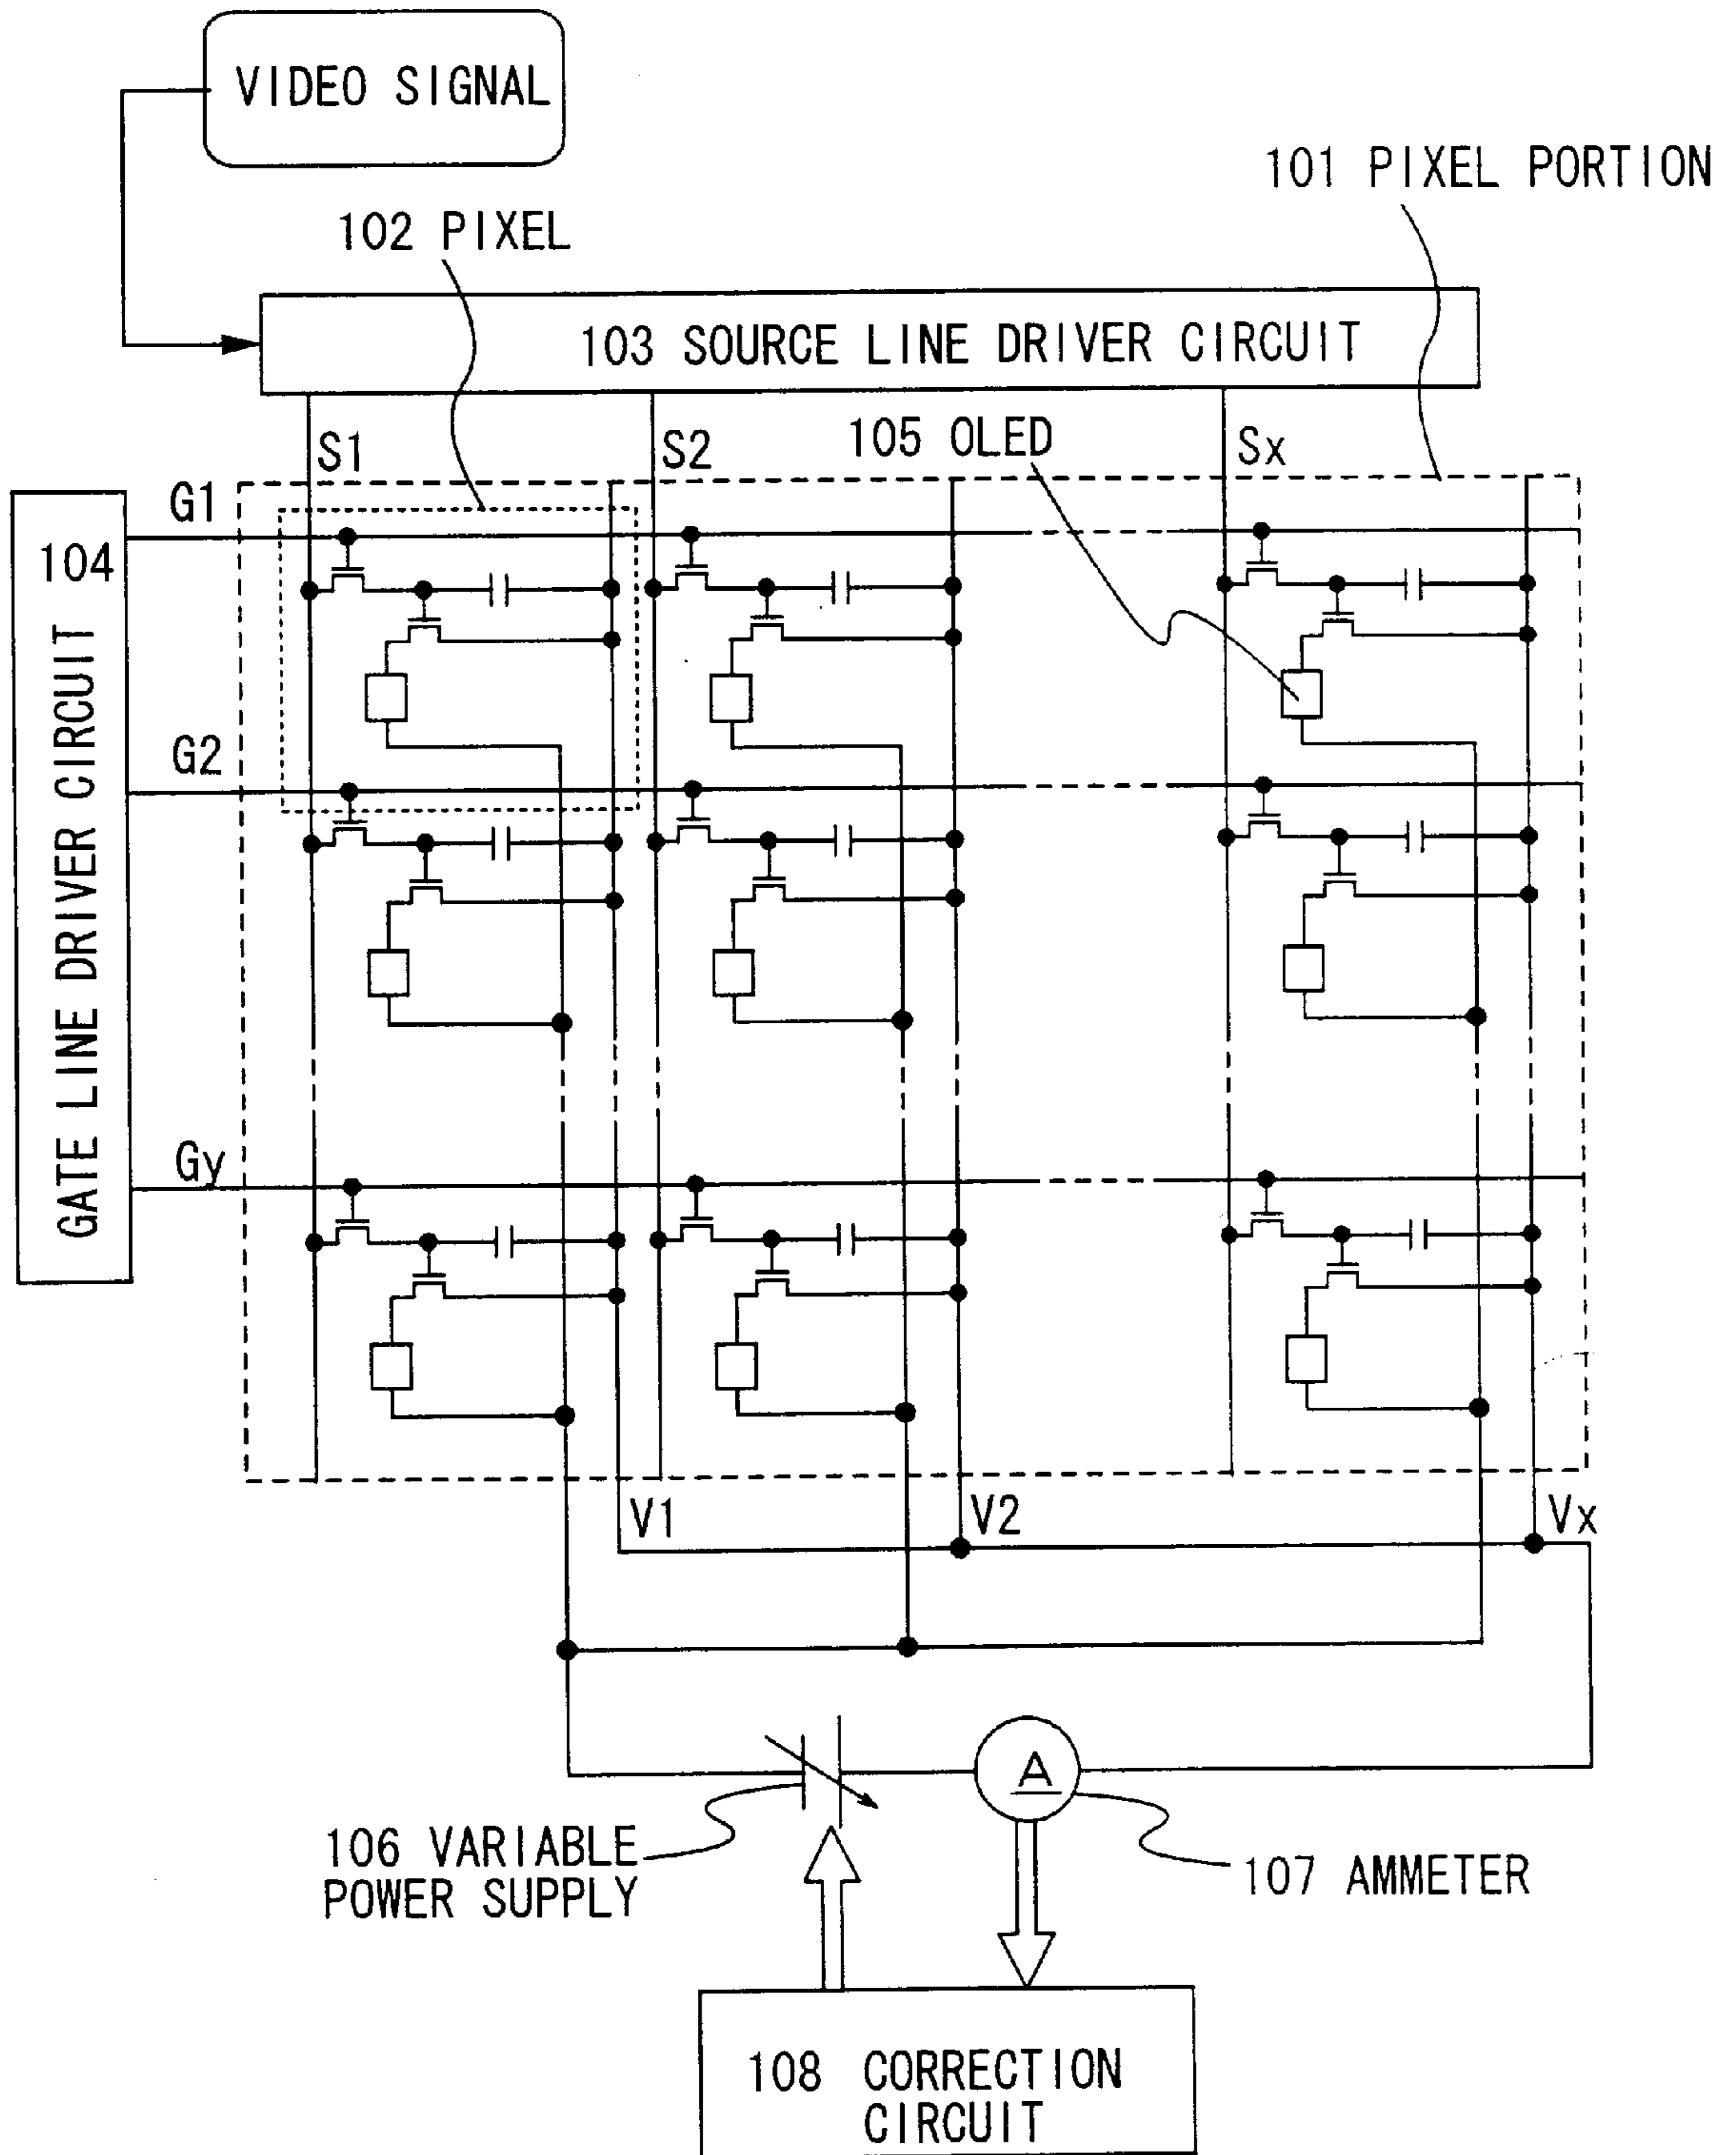 VIDEO SIGNAL
101 PIXEL PORTION
102 PIXEL
103 SOURCE LINE DRIVER CIRCUIT
S1
S2
105 OLED
Sx
G1
104
GATE LINE DRIVER CIRCUIT
G2
Gy
V1
V2
Vx
A
106 VARIABLE
POWER SUPPLY
107 AMMETER
108 CORRECTION
CIRCUIT